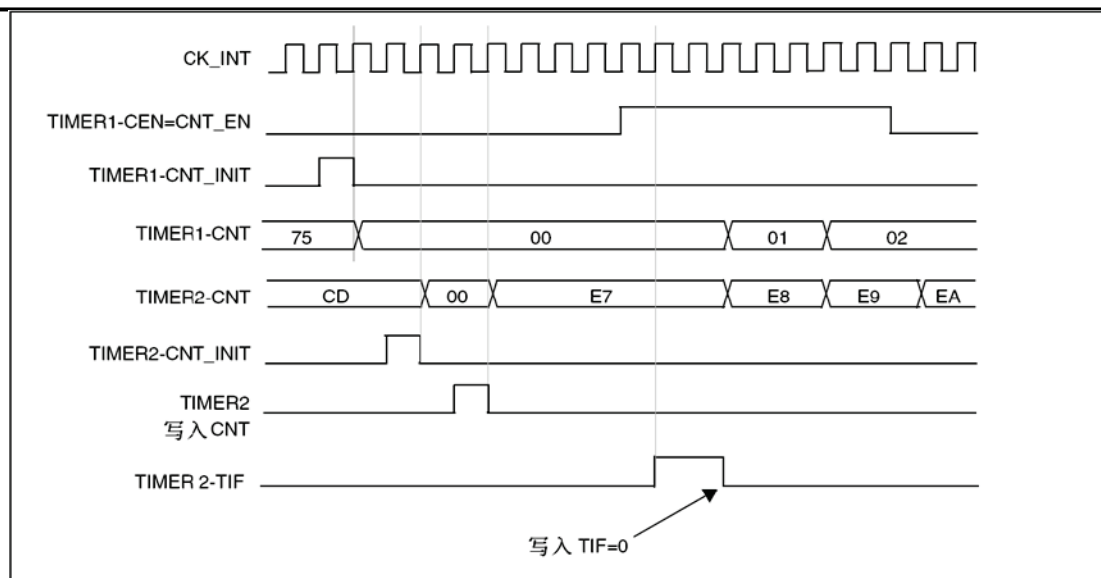 CK_INT
TIMER1-CEN=CNT_EN
TIMER1-CNT_INIT
TIMER1-CNT 75 00 01 02
TIMER2-CNT CD 00 E7 E8 E9 EA
TIMER2-CNT_INIT
TIMER2
写入CNT
TIMER 2-TIF
写入 TIF=0